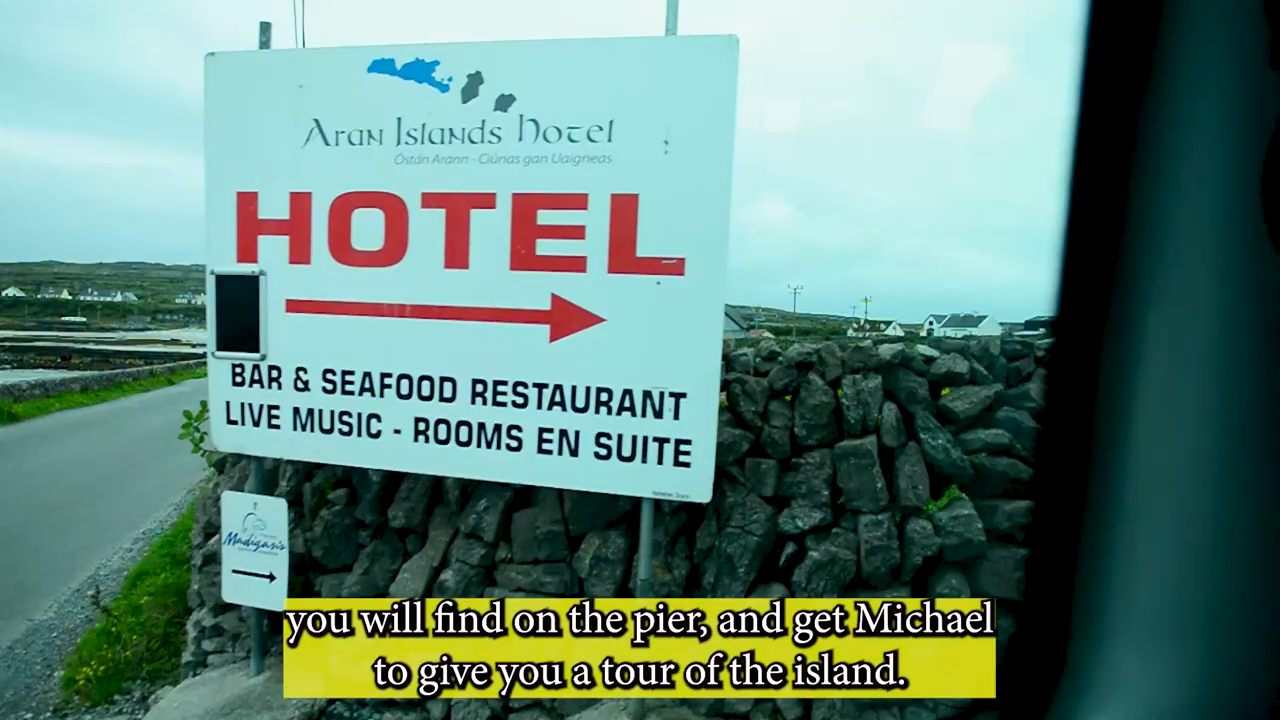 Aran Islands Hotel
Óstán Arann - Ciúnas gan Uaigneas
HOTEL
BAR & SEAFOOD RESTAURANT
LIVE MUSIC - ROOMS EN SUITE
Madigan's
you will find on the pier, and get Michael
to give you a tour of the island.